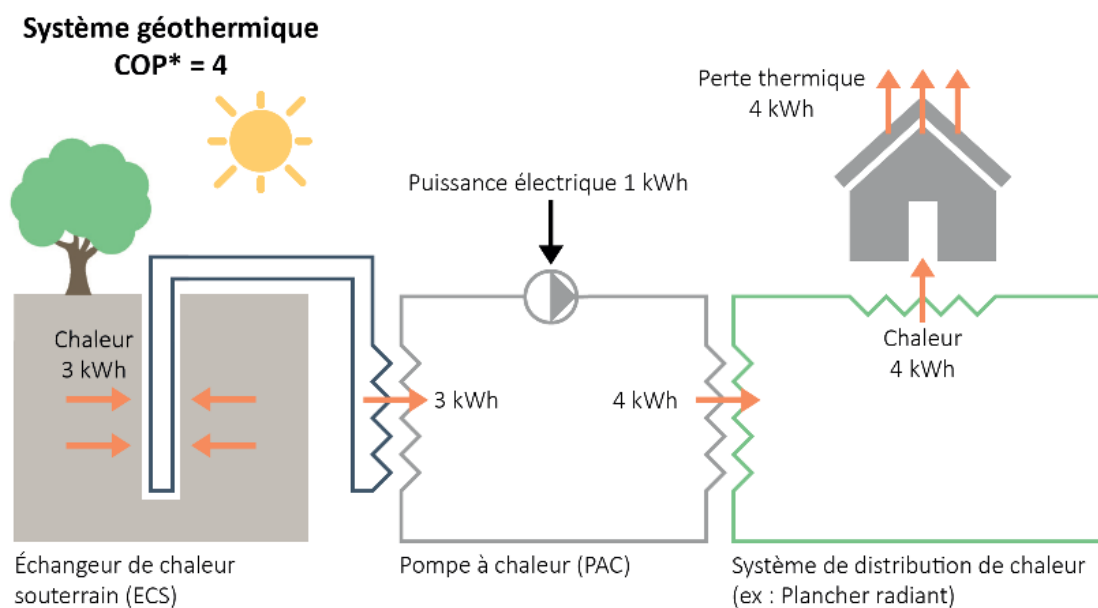 Système géothermique
COP* = 4
Perte thermique
4 kWh
Puissance électrique 1 kWh
Chaleur
3 kWh
3 kWh
4 kWh
Chaleur
4 kWh
Échangeur de chaleur
souterrain (ECS)
Pompe à chaleur (PAC)
Système de distribution de chaleur
(ex : Plancher radiant)